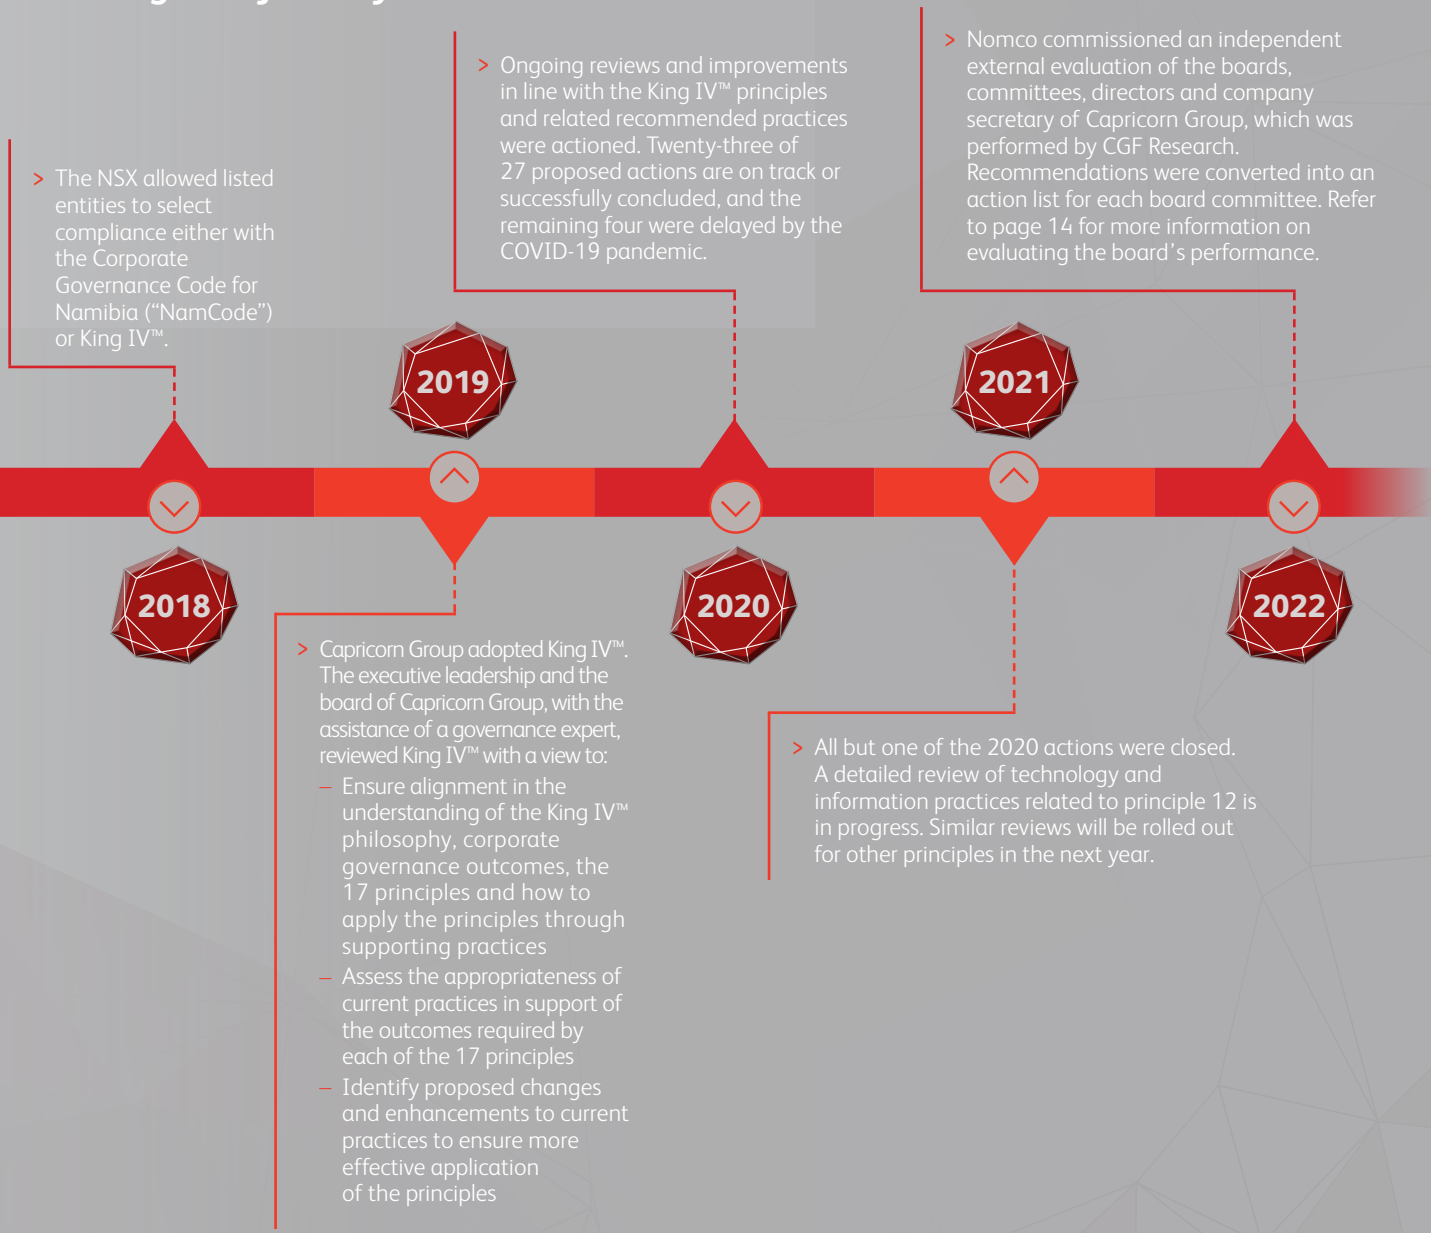 > The NSX allowed listed
entities to select
compliance either with
the Corporate
Governance Code for
Namibia (“NamCode”)
or King IV™.
2018
2019
> Capricorn Group adopted King IV™.
The executive leadership and the
board of Capricorn Group, with the
assistance of a governance expert,
reviewed King IV™ with a view to:
– Ensure alignment in the
understanding of the King IV™
philosophy, corporate
governance outcomes, the
17 principles and how to
apply the principles through
supporting practices
– Assess the appropriateness of
current practices in support of
the outcomes required by
each of the 17 principles
– Identify proposed changes
and enhancements to current
practices to ensure more
effective application
of the principles
> Ongoing reviews and improvements
in line with the King IV™ principles
and related recommended practices
were actioned. Twenty-three of
27 proposed actions are on track or
successfully concluded, and the
remaining four were delayed by the
COVID-19 pandemic.
2020
2021
> All but one of the 2020 actions were closed.
A detailed review of technology and
information practices related to principle 12 is
in progress. Similar reviews will be rolled out
for other principles in the next year.
> Nomco commissioned an independent
external evaluation of the boards,
committees, directors and company
secretary of Capricorn Group, which was
performed by CGF Research.
Recommendations were converted into an
action list for each board committee. Refer
to page 14 for more information on
evaluating the board’s performance.
2022